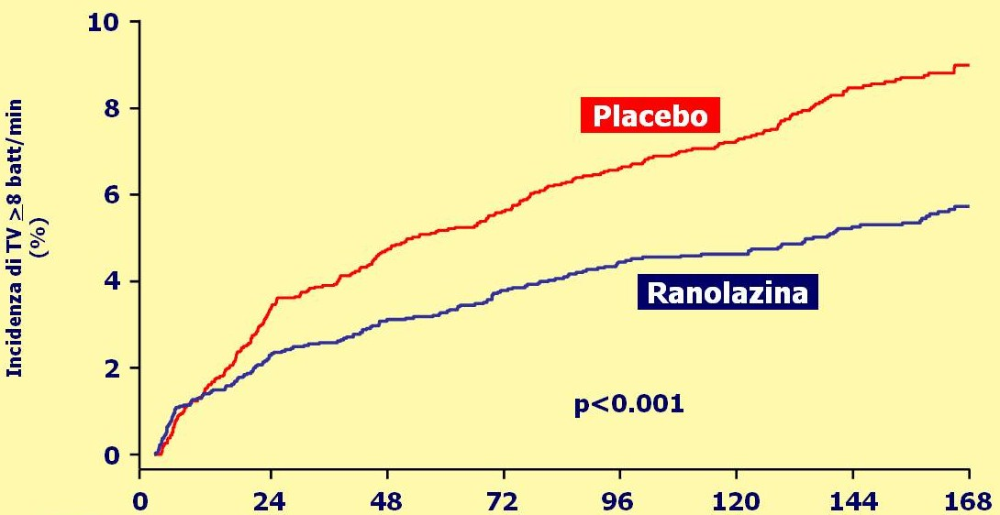 10
8
6
4
2
0
Incidenza di TV ≥8 batt/min
(%)
Placebo
Ranolazina
p<0.001
0 24 48 72 96 120 144 168